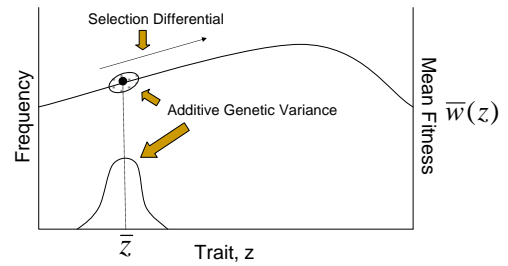 Selection Differential
Additive Genetic Variance
Frequency
Mean Fitness
w̅(z)
z̅
Trait, z